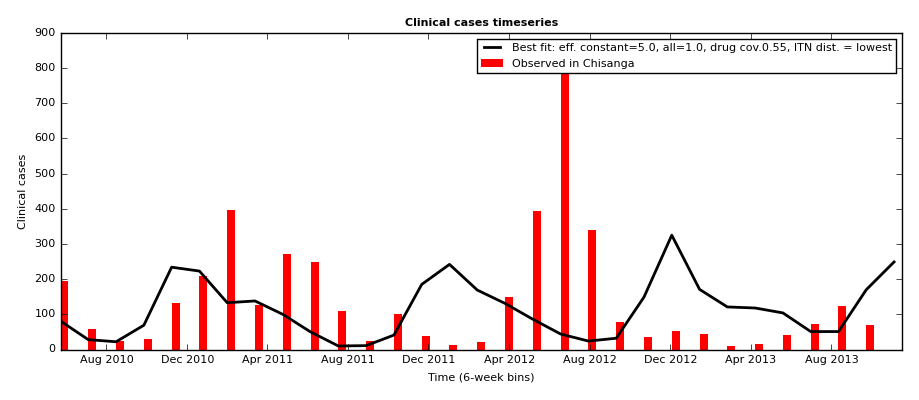 Clinical cases timeseries
Best fit: eff. constant=5.0, all=1.0, drug cov.0.55, ITN dist. = lowest
Observed in Chisanga
900
800
700
600
500
400
300
200
100
0
Clinical cases
Aug 2010 Dec 2010 Apr 2011 Aug 2011 Dec 2011 Apr 2012 Aug 2012 Dec 2012 Apr 2013 Aug 2013
Time (6-week bins)